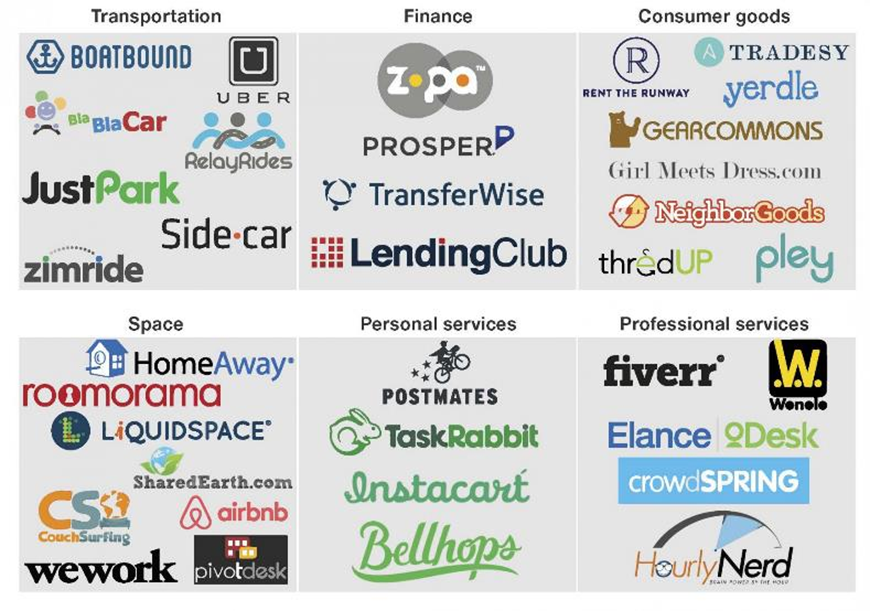 Transportation
BOATBOUND
UBER
BlaBlaCar
RelayRides
JustPark
Side·car
zimride
Finance
zopa™
PROSPER
TransferWise
LendingClub
Consumer goods
R
RENT THE RUNWAY
A TRADESY
yerdle
GEARCOMMONS
Girl Meets Dress.com
NeighborGoods
thredUP
pley
Space
HomeAway
roomorama
L LiQUIDSPACE
SharedEarth.com
CS
CouchSurfing
airbnb
wework
pivotdesk
Personal services
POSTMATES
TaskRabbit
Instacart
Bellhops
Professional services
fiverr
W.
Wonolo
Elance oDesk
crowdSPRING
HourlyNerd
BRAIN POWER BY THE HOUR